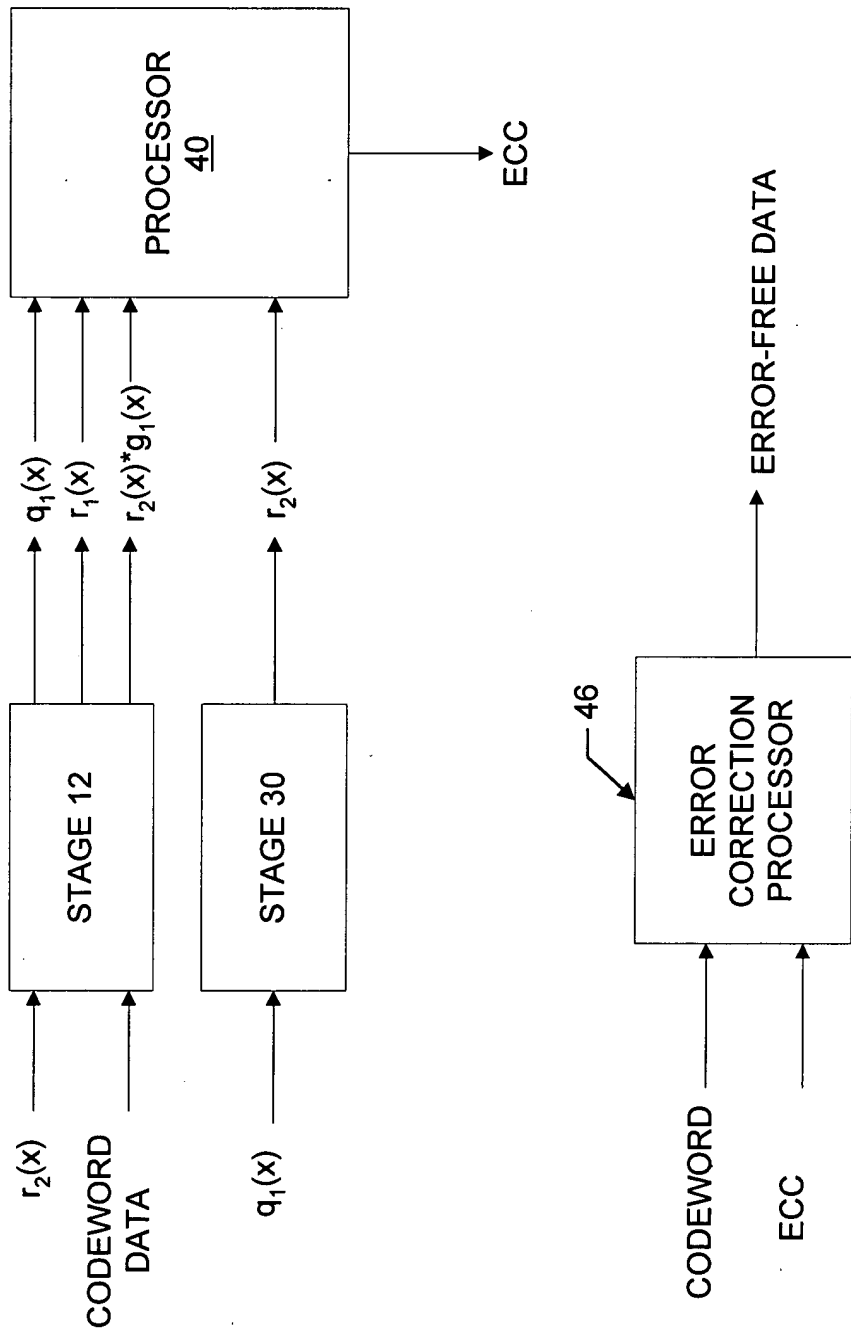 r₂(x)
CODEWORD
DATA
STAGE 12
q₁(x)
r₁(x)
r₂(x)*g₁(x)
q₁(x)
STAGE 30
r₂(x)
PROCESSOR
40
ECC
CODEWORD
ECC
46
ERROR
CORRECTION
PROCESSOR
ERROR-FREE DATA